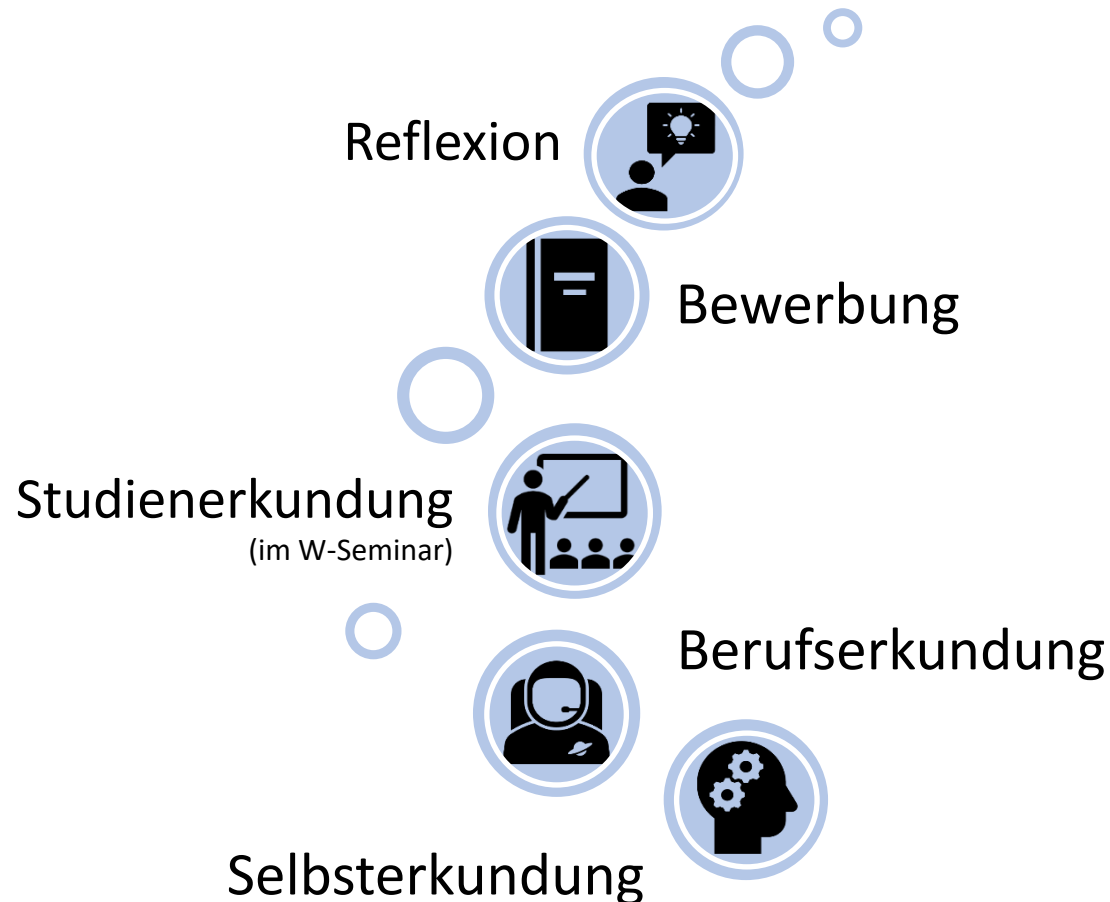 Reflexion
Bewerbung
Studienerkundung
(im W-Seminar)
Berufserkundung
Selbsterkundung